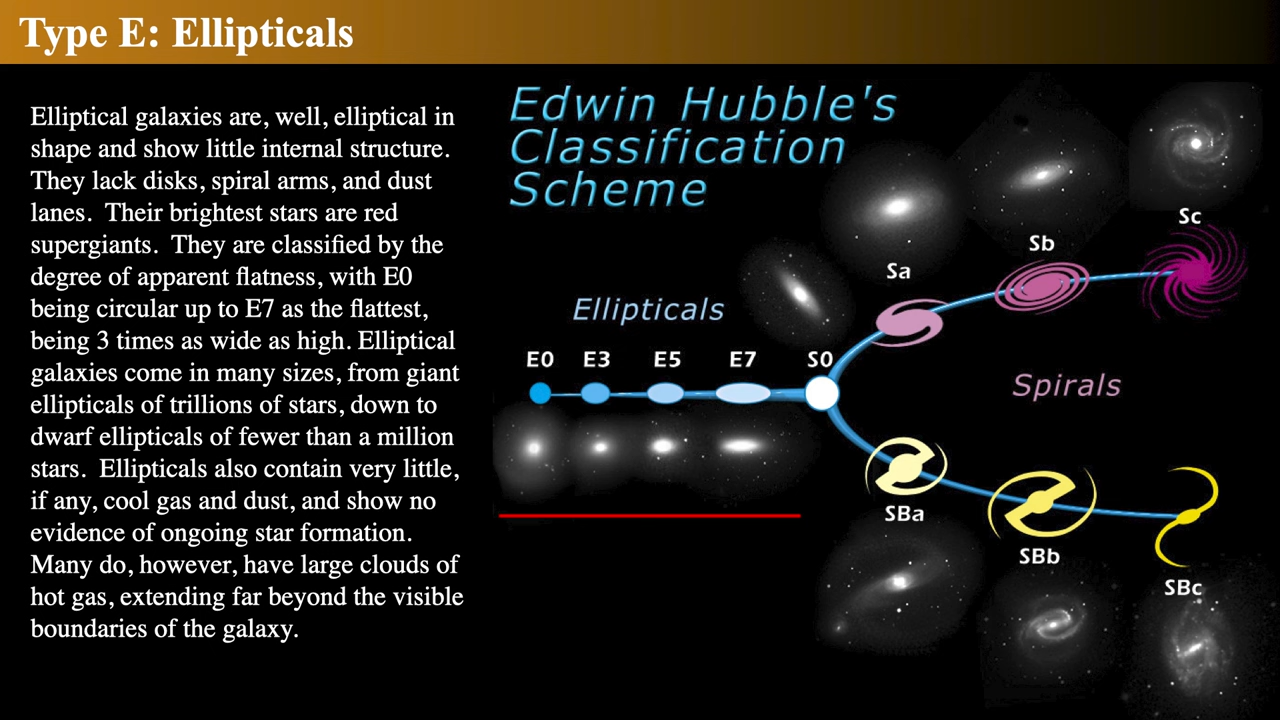 Type E: Ellipticals
Elliptical galaxies are, well, elliptical in
shape and show little internal structure.
They lack disks, spiral arms, and dust
lanes.  Their brightest stars are red
supergiants.  They are classified by the
degree of apparent flatness, with E0
being circular up to E7 as the flattest,
being 3 times as wide as high. Elliptical
galaxies come in many sizes, from giant
ellipticals of trillions of stars, down to
dwarf ellipticals of fewer than a million
stars.  Ellipticals also contain very little,
if any, cool gas and dust, and show no
evidence of ongoing star formation.
Many do, however, have large clouds of
hot gas, extending far beyond the visible
boundaries of the galaxy.
Edwin Hubble's
Classification
Scheme
Ellipticals
E0 E3 E5 E7 S0
Sa
Sb
Sc
Spirals
SBa
SBb
SBc